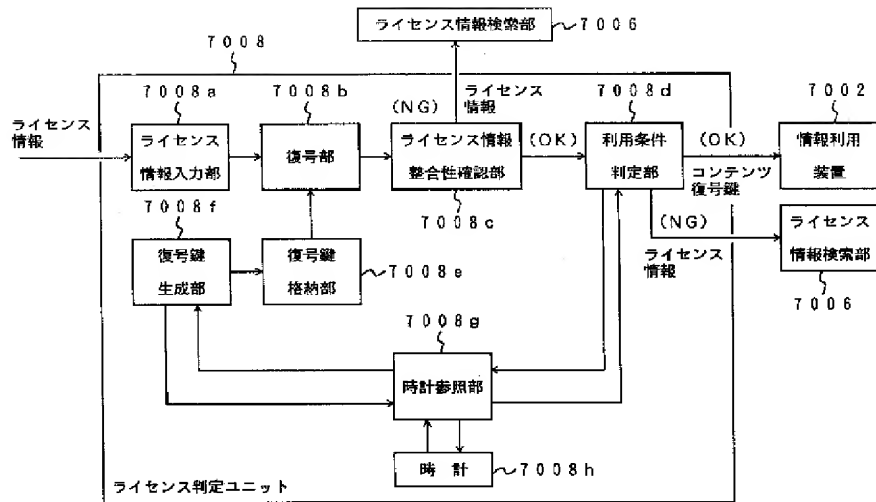 ライセンス情報検索部
7006
7008
7008a
7008b
(NG)
ライセンス
情報
7008d
7002
ライセンス
情報
ライセンス
情報入力部
復号部
ライセンス情報
整合性確認部
(OK)
利用条件
判定部
(OK)
コンテンツ
復号鍵
情報利用
装置
7008f
7008c
(NG)
ライセンス
情報
ライセンス
情報検索部
7006
復号鍵
生成部
復号鍵
格納部
7008e
7008g
時計参照部
時計
7008h
ライセンス判定ユニット